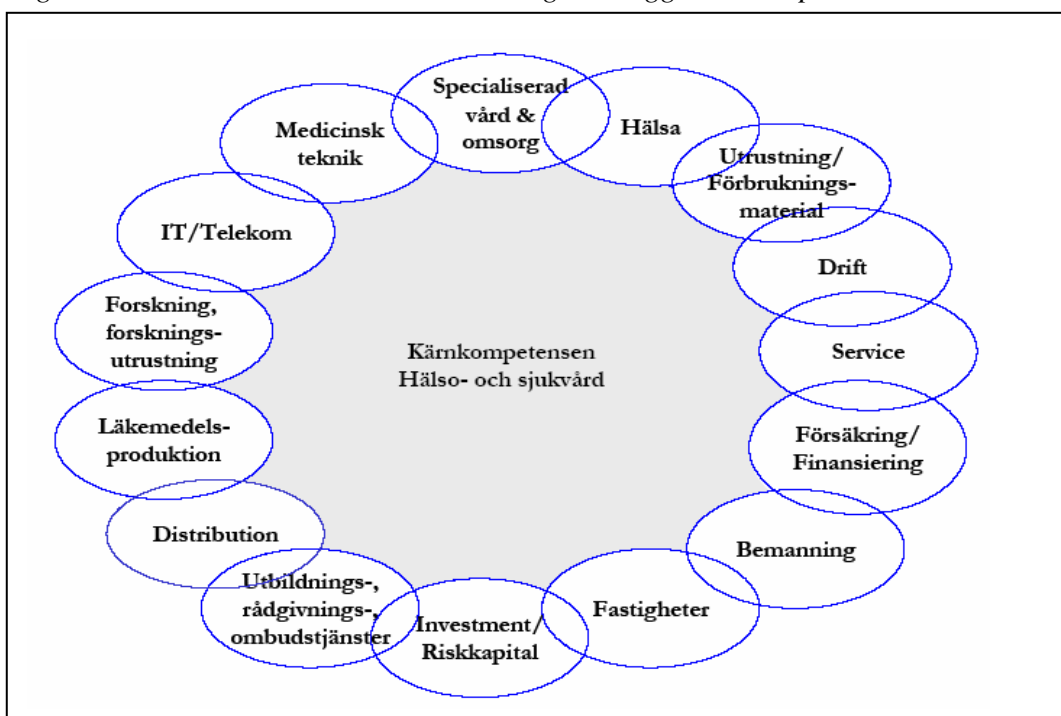 Specialiserad
vård &
omsorg
Hälsa
Utrustning/
Förbruknings-
material
Drift
Service
Försäkring/
Finansiering
Bemanning
Fastigheter
Investment/
Riskkapital
Utbildnings-,
rådgivnings-,
ombudstjänster
Distribution
Läkemedels-
produktion
Forskning,
forsknings-
utrustning
IT/Telekom
Medicinsk
teknik
Kärnkompetensen
Hälso- och sjukvård